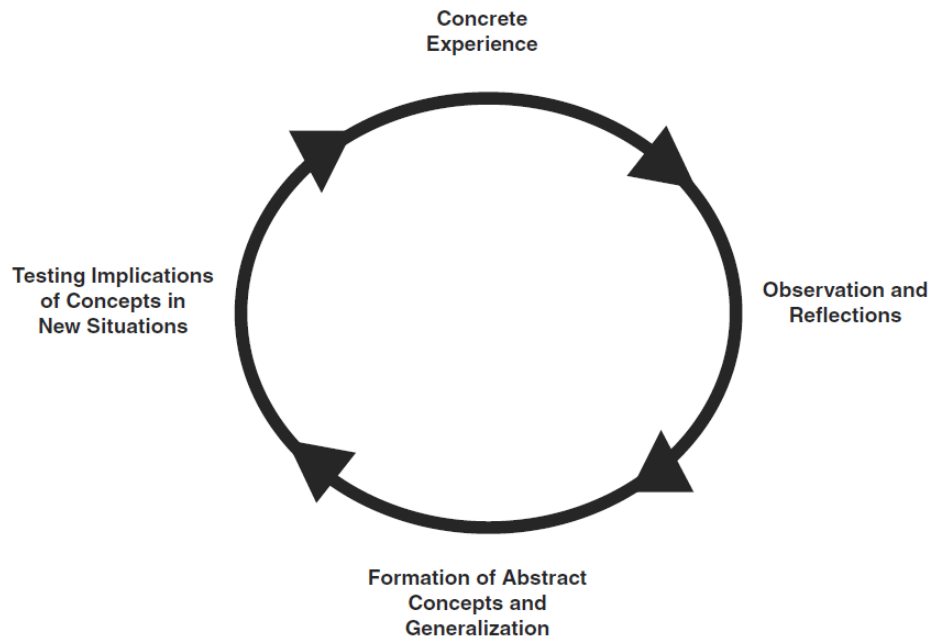 Concrete
Experience
Testing Implications
of Concepts in
New Situations
Observation and
Reflections
Formation of Abstract
Concepts and
Generalization